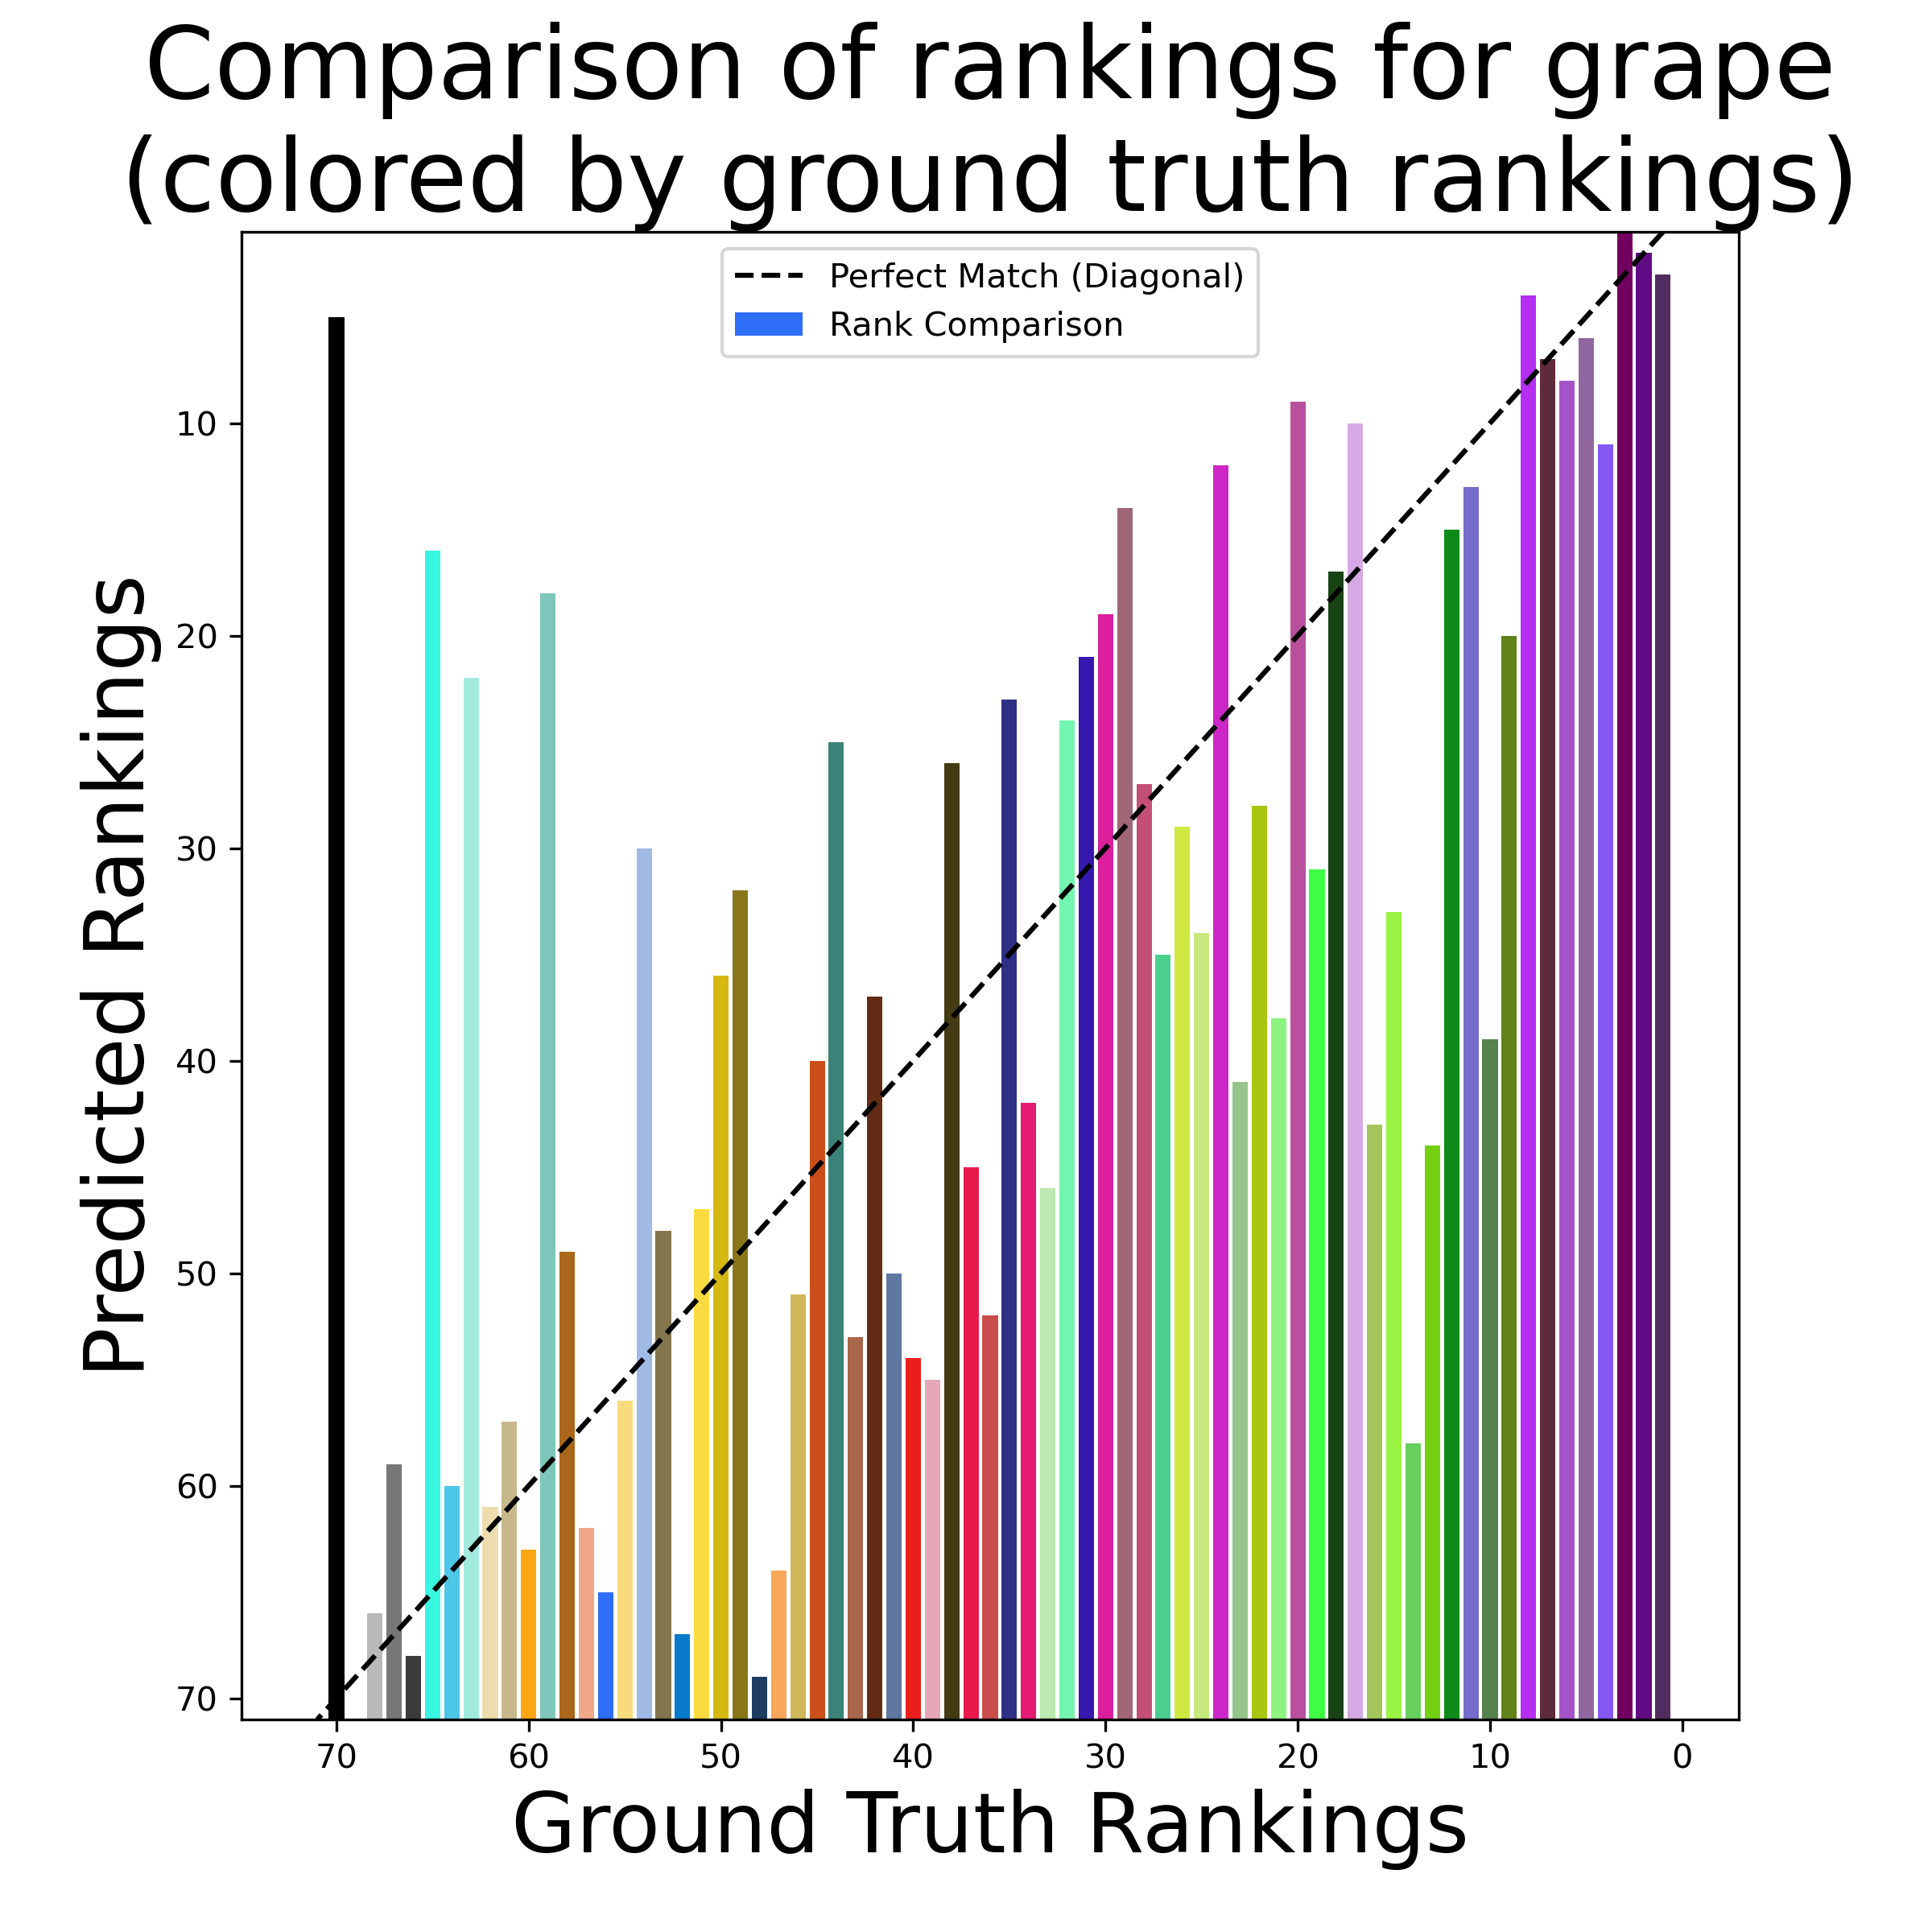 Comparison of rankings for grape
(colored by ground truth rankings)
Perfect Match (Diagonal)
Rank Comparison
Predicted Rankings
10
20
30
40
50
60
70
70
60
50
40
30
20
10
0
Ground Truth Rankings